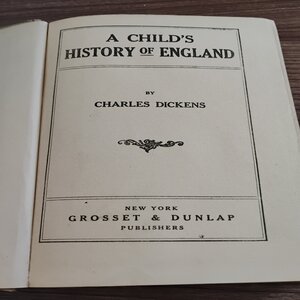 A CHILD'S
HISTORY OF ENGLAND
BY
CHARLES DICKENS
NEW YORK
GROSSET & DUNLAP
PUBLISHERS